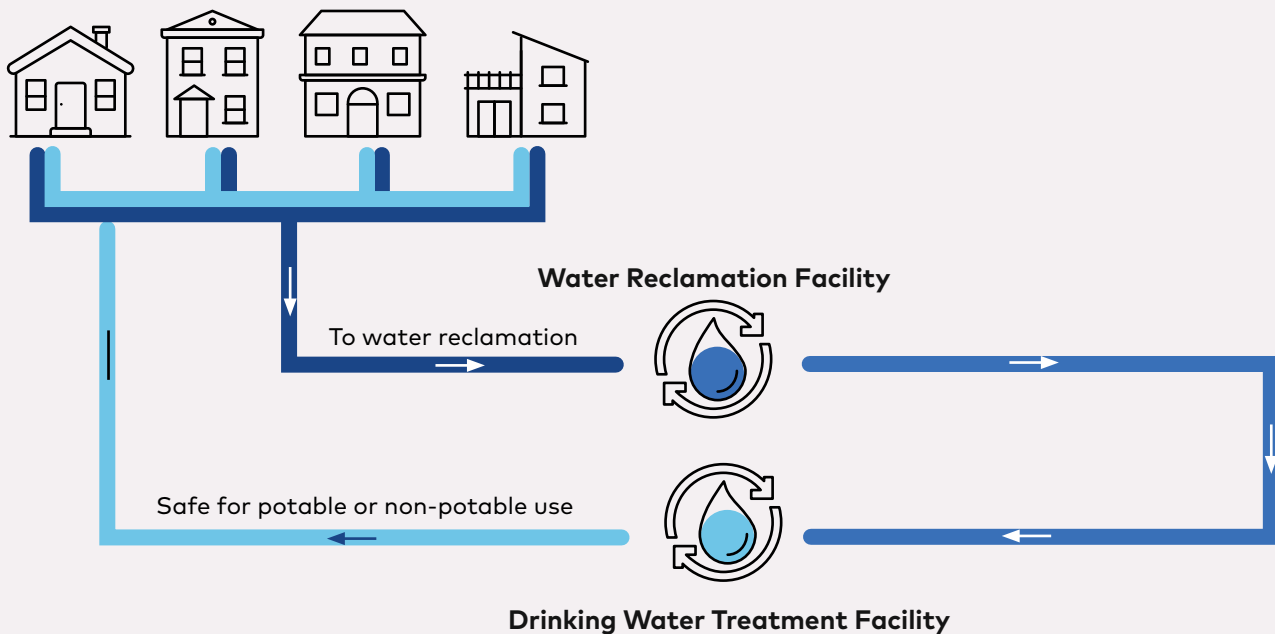 Water Reclamation Facility
To water reclamation
Safe for potable or non-potable use
Drinking Water Treatment Facility